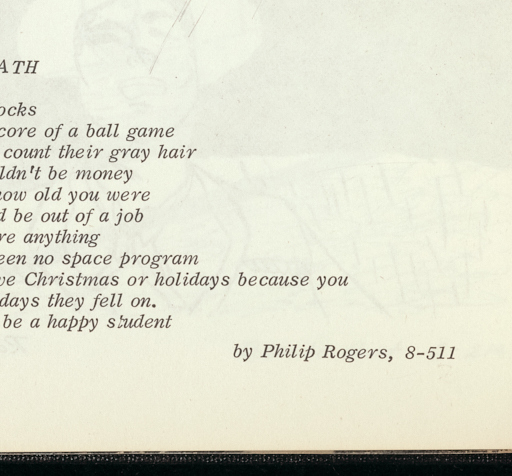 ATH
ocks
core of a ball game
count their gray hair
ldn't be money
ow old you were
d be out of a job
re anything
een no space program
ve Christmas or holidays because you
days they fell on.
be a happy student
by Philip Rogers, 8-511